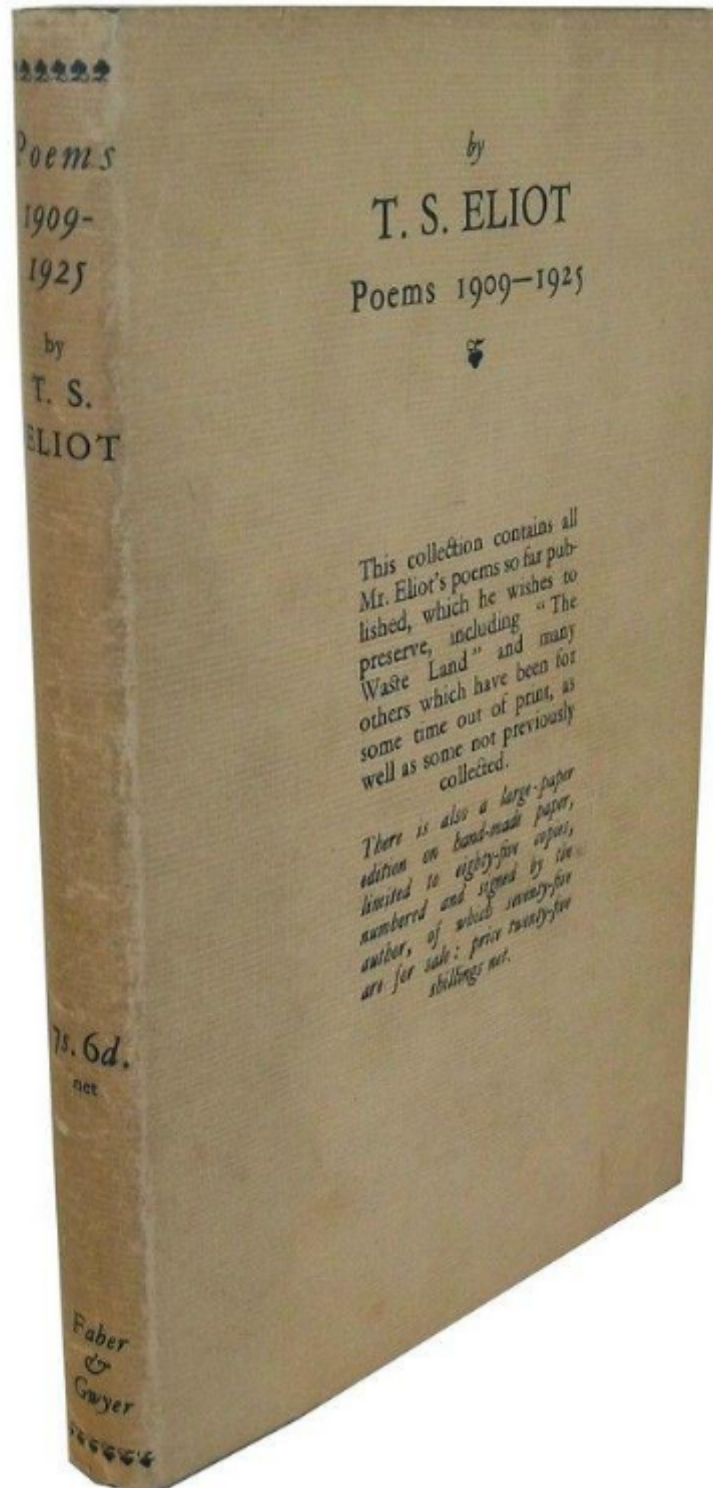 Poems
1909-
1925
by
T. S.
ELIOT
7s. 6d.
net
Faber
&
Gwyer
by
T. S. ELIOT
Poems 1909—1925
This collection contains all
Mr. Eliot's poems so far pub-
lished, which he wishes to
preserve, including "The
Waste Land" and many
others which have been for
some time out of print, as
well as some not previously
collected.
There is also a large-paper
edition on hand-made paper,
limited to eighty-five copies,
numbered and signed by the
author, of which seventy-five
are for sale: price twenty-five
shillings net.